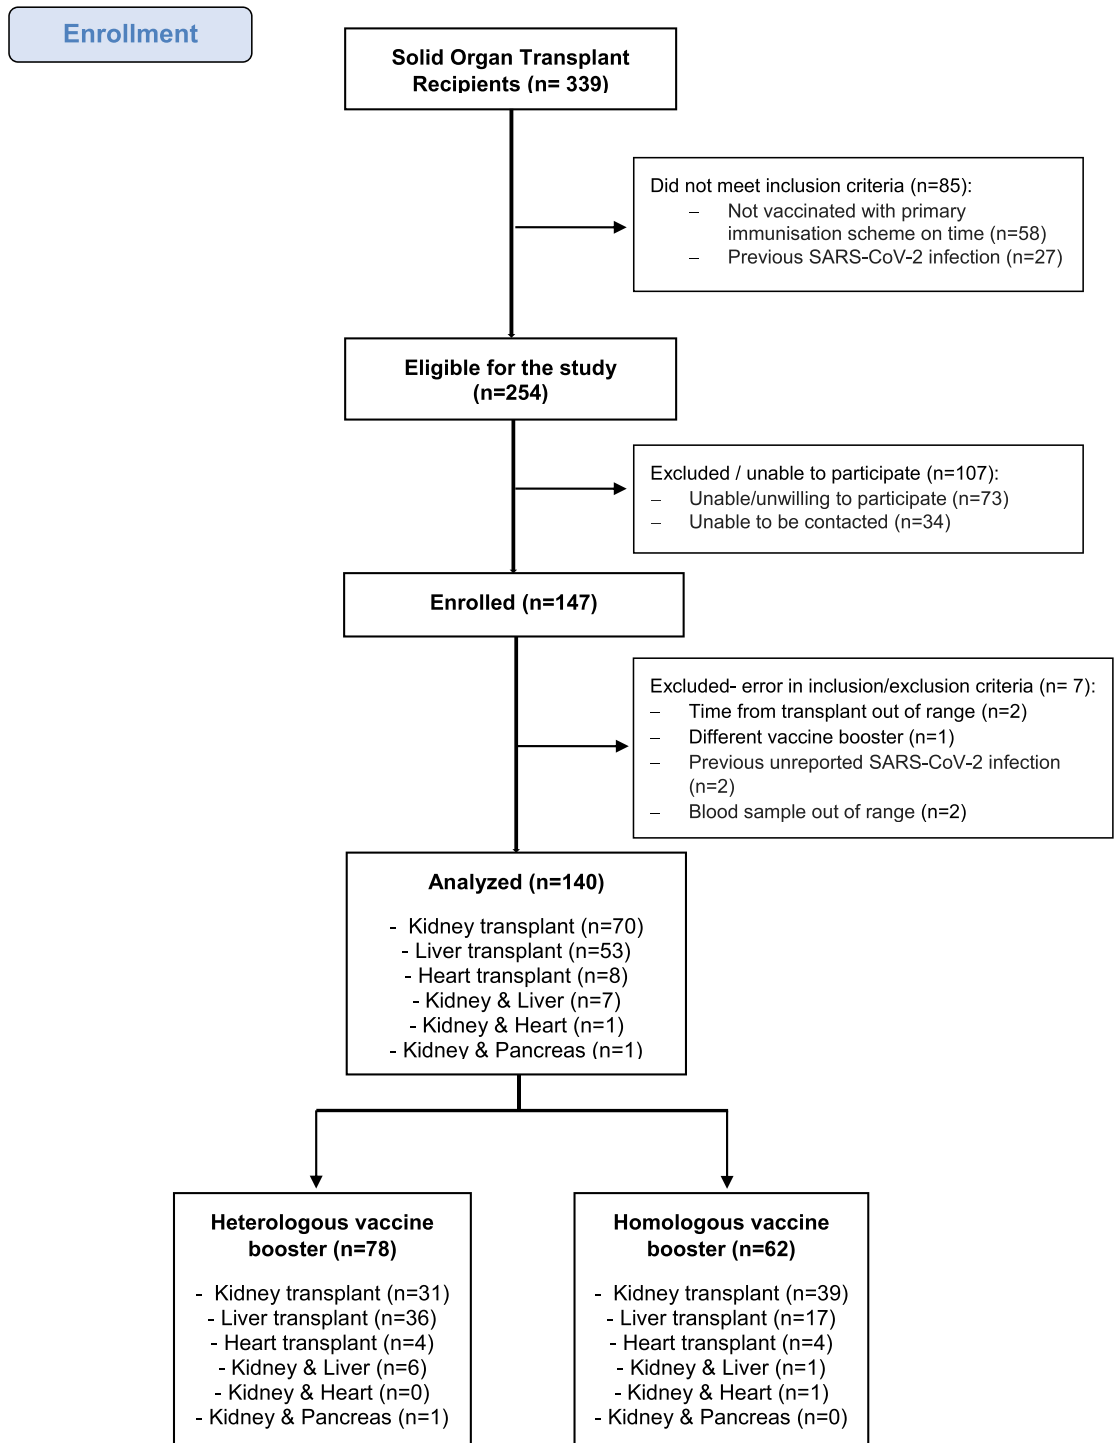 Enrollment
Solid Organ Transplant
Recipients (n= 339)
Did not meet inclusion criteria (n=85):
– Not vaccinated with primary
immunisation scheme on time (n=58)
– Previous SARS-CoV-2 infection (n=27)
Eligible for the study
(n=254)
Excluded / unable to participate (n=107):
– Unable/unwilling to participate (n=73)
– Unable to be contacted (n=34)
Enrolled (n=147)
Excluded- error in inclusion/exclusion criteria (n= 7):
– Time from transplant out of range (n=2)
– Different vaccine booster (n=1)
– Previous unreported SARS-CoV-2 infection
(n=2)
– Blood sample out of range (n=2)
Analyzed (n=140)
- Kidney transplant (n=70)
- Liver transplant (n=53)
- Heart transplant (n=8)
- Kidney & Liver (n=7)
- Kidney & Heart (n=1)
- Kidney & Pancreas (n=1)
Heterologous vaccine
booster (n=78)
- Kidney transplant (n=31)
- Liver transplant (n=36)
- Heart transplant (n=4)
- Kidney & Liver (n=6)
- Kidney & Heart (n=0)
- Kidney & Pancreas (n=1)
Homologous vaccine
booster (n=62)
- Kidney transplant (n=39)
- Liver transplant (n=17)
- Heart transplant (n=4)
- Kidney & Liver (n=1)
- Kidney & Heart (n=1)
- Kidney & Pancreas (n=0)